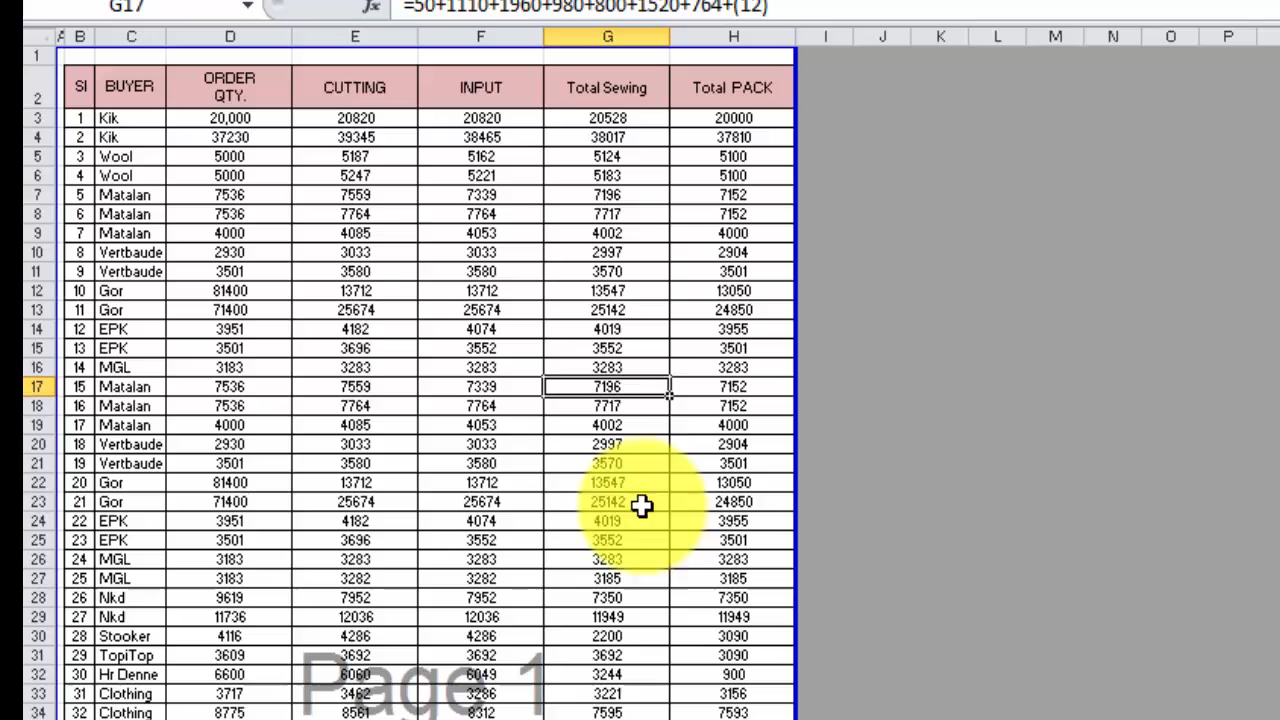 G17 fx =50+1110+1960+980+800+1520+764+(12)
A B C D E F G H I J K L M N O P
1
2 Sl BUYER ORDER QTY. CUTTING INPUT Total Sewing Total PACK
3 1 Kik 20,000 20820 20820 20528 20000
4 2 Kik 37230 39345 38465 38017 37810
5 3 Wool 5000 5187 5162 5124 5100
6 4 Wool 5000 5247 5221 5183 5100
7 5 Matalan 7536 7559 7339 7196 7152
8 6 Matalan 7536 7764 7764 7717 7152
9 7 Matalan 4000 4085 4053 4002 4000
10 8 Vertbaude 2930 3033 3033 2997 2904
11 9 Vertbaude 3501 3580 3580 3570 3501
12 10 Gor 81400 13712 13712 13547 13050
13 11 Gor 71400 25674 25674 25142 24850
14 12 EPK 3951 4182 4074 4019 3955
15 13 EPK 3501 3696 3552 3552 3501
16 14 MGL 3183 3283 3283 3283 3283
17 15 Matalan 7536 7559 7339 7196 7152
18 16 Matalan 7536 7764 7764 7717 7152
19 17 Matalan 4000 4085 4053 4002 4000
20 18 Vertbaude 2930 3033 3033 2997 2904
21 19 Vertbaude 3501 3580 3580 3570 3501
22 20 Gor 81400 13712 13712 13547 13050
23 21 Gor 71400 25674 25674 25142 24850
24 22 EPK 3951 4182 4074 4019 3955
25 23 EPK 3501 3696 3552 3552 3501
26 24 MGL 3183 3283 3283 3283 3283
27 25 MGL 3183 3282 3282 3185 3185
28 26 Nkd 9619 7952 7952 7350 7350
29 27 Nkd 11736 12036 12036 11949 11949
30 28 Stooker 4116 4286 4286 2200 3090
31 29 TopiTop 3609 3692 3692 3692 3090
32 30 Hr Denne 6600 6060 6049 3244 900
33 31 Clothing 3717 3462 3286 3221 3156
34 32 Clothing 8775 8561 8312 7595 7593
Page 1